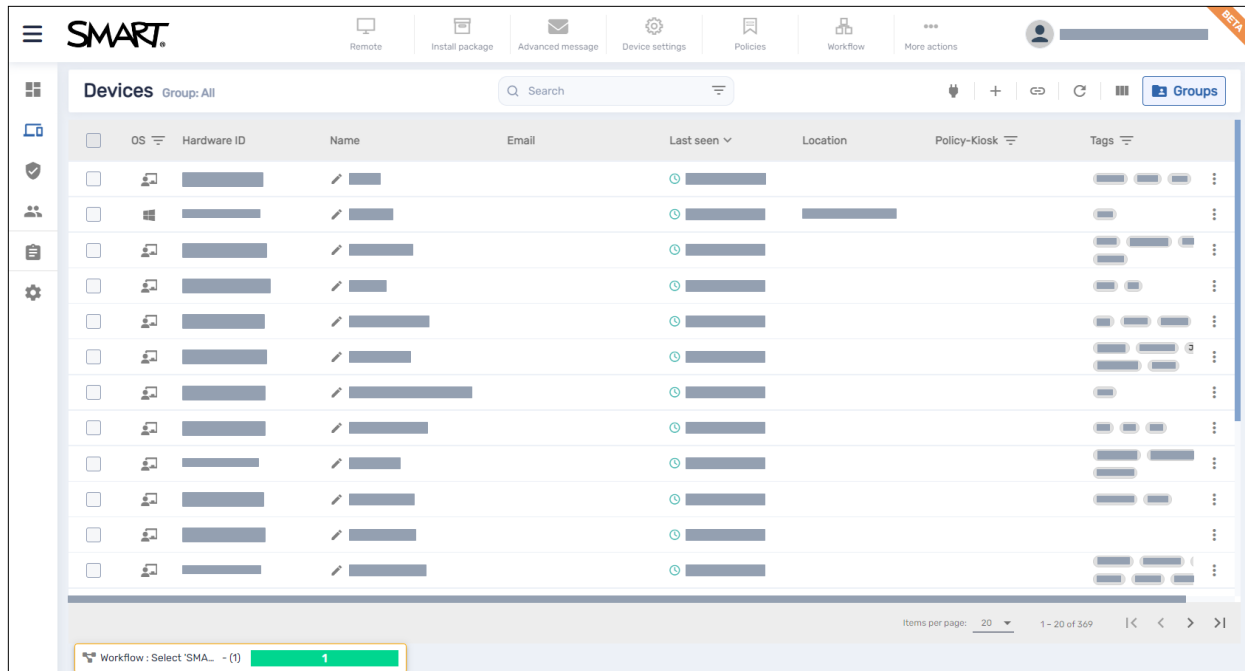 SMART
Remote
Install package
Advanced message
Device settings
Policies
Workflow
More actions
BETA
Devices Group: All
Search
Groups
OS Hardware ID Name Email Last seen Location Policy-Kiosk Tags
Items per page: 20 1 – 20 of 369
Workflow : Select 'SMA... - (1) 1